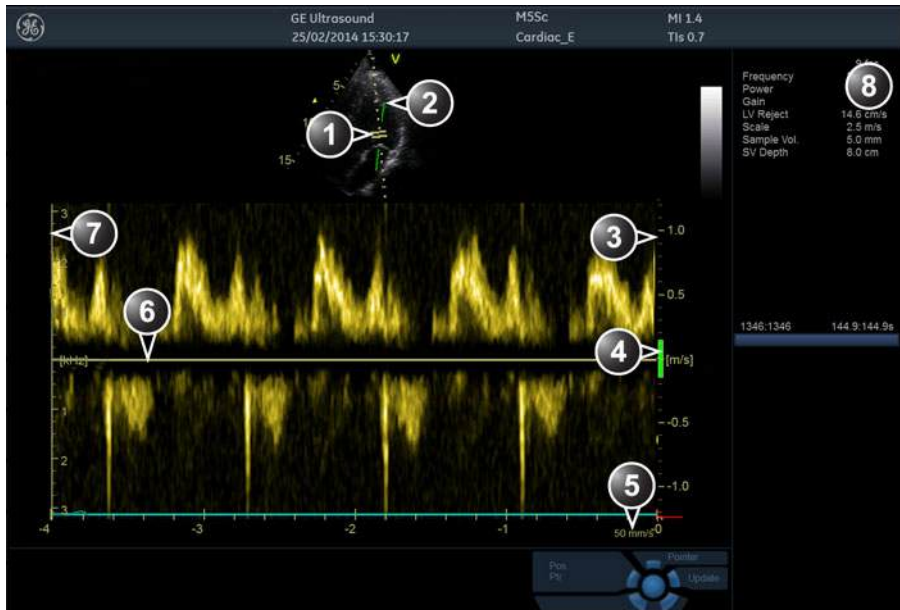 GE Ultrasound
M5Sc
MI 1.4
25/02/2014 15:30:17
Cardiac_E
TIs 0.7
V
5
2
1
15
8
Frequency
Power
Gain
LV Reject 14.6 cm/s
Scale 2.5 m/s
Sample Vol. 5.0 mm
SV Depth 8.0 cm
3
7
3
1.0
6
0.5
1346:1346 144.9:144.9s
4
[kHz]
[m/s]
1
-0.5
2
5
-1.0
3
-4 -3 -2 -1 -0
50 mm/s
Pos
Ptr
Pointer
Update